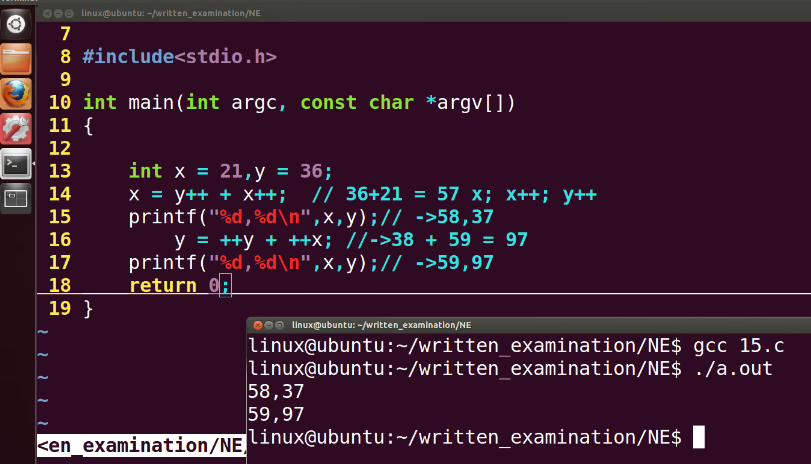 linux@ubuntu: ~/written_examination/NE
7
8 #include<stdio.h>
9
10 int main(int argc, const char *argv[])
11 {
12
13     int x = 21,y = 36;
14     x = y++ + x++;  // 36+21 = 57 x; x++; y++
15     printf("%d,%d\n",x,y);// ->58,37
16         y = ++y + ++x; //->38 + 59 = 97
17     printf("%d,%d\n",x,y);// ->59,97
18     return 0;
19 }
~
~
~
~
~
<en_examination/NE/
linux@ubuntu: ~/written_examination/NE
linux@ubuntu:~/written_examination/NE$ gcc 15.c
linux@ubuntu:~/written_examination/NE$ ./a.out
58,37
59,97
linux@ubuntu:~/written_examination/NE$